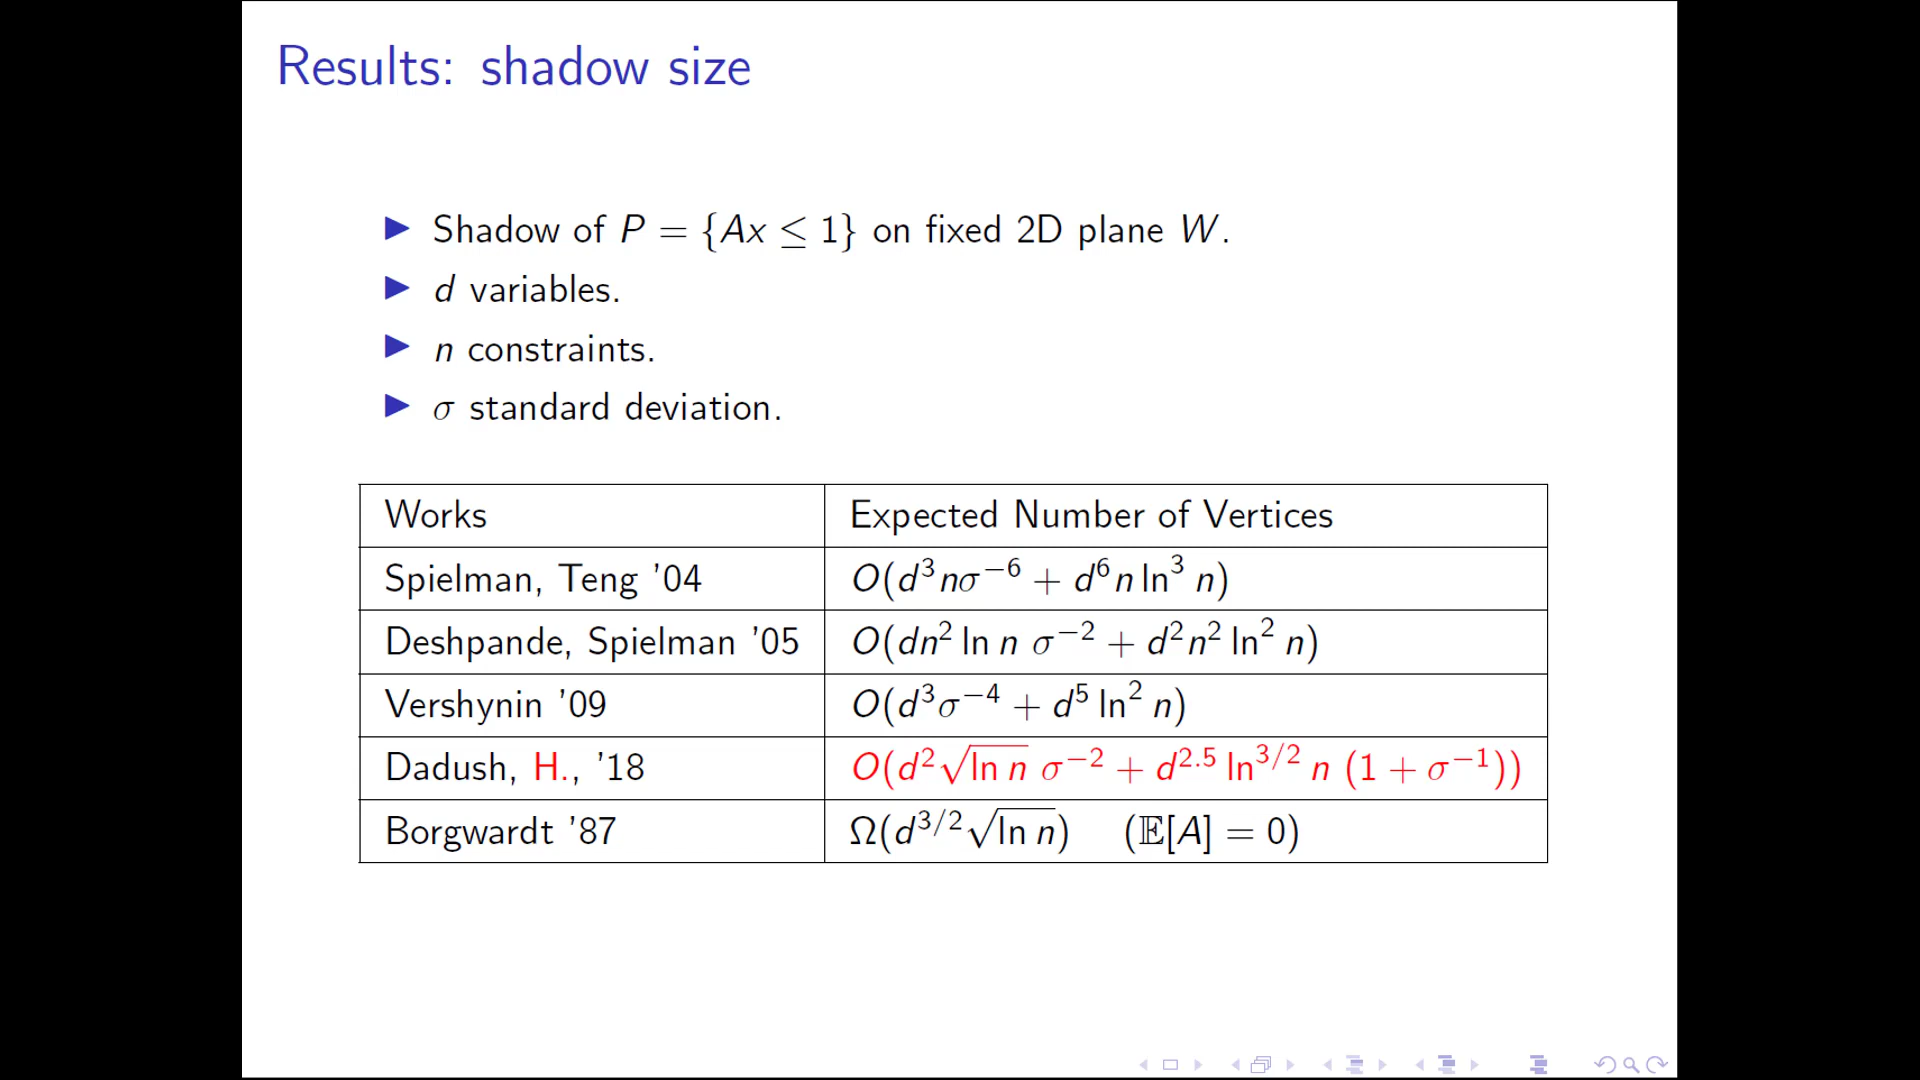 Results: shadow size
▶ Shadow of P = {Ax ≤ 1} on fixed 2D plane W.
▶ d variables.
▶ n constraints.
▶ σ standard deviation.
Works Expected Number of Vertices
Spielman, Teng '04 O(d³nσ⁻⁶ + d⁶n ln³ n)
Deshpande, Spielman '05 O(dn² ln n σ⁻² + d²n² ln² n)
Vershynin '09 O(d³σ⁻⁴ + d⁵ ln² n)
Dadush, H., '18 O(d²√(ln n) σ⁻² + d^2.5 ln^3/2 n (1 + σ⁻¹))
Borgwardt '87 Ω(d^3/2 √(ln n)) (𝔼[A] = 0)